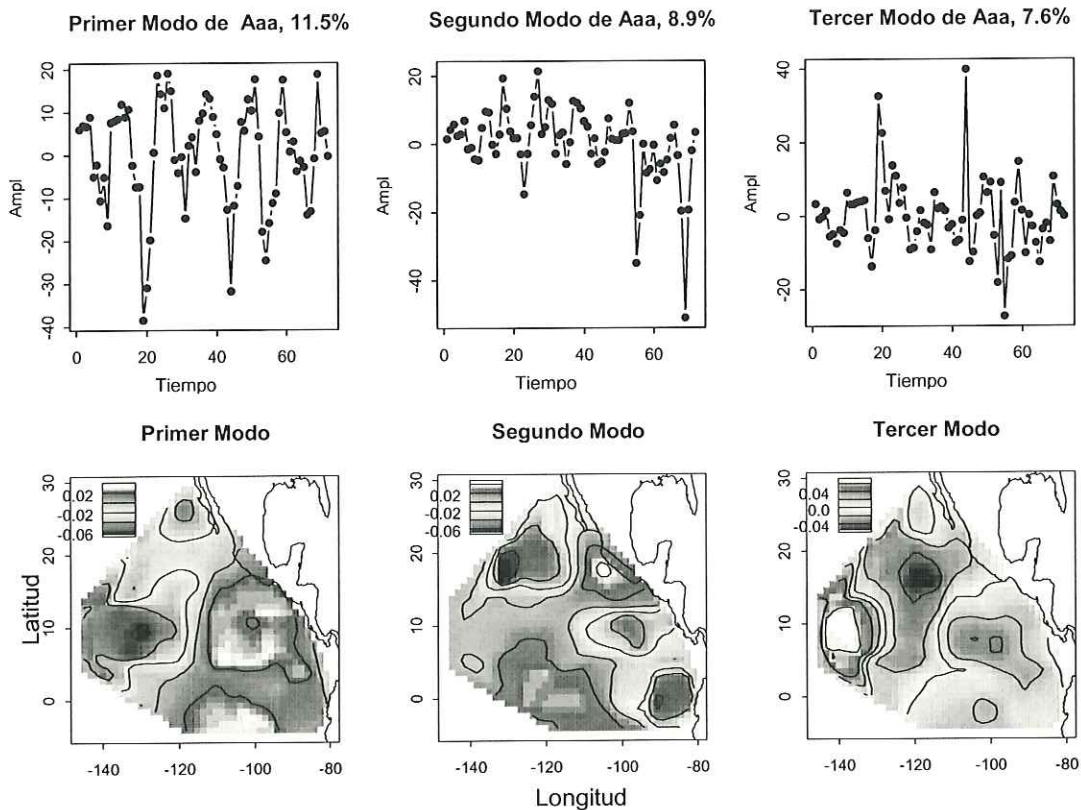 Primer Modo de Aaa, 11.5%
Segundo Modo de Aaa, 8.9%
Tercer Modo de Aaa, 7.6%
Ampl
20
10
0
-10
-20
-30
-40
0 20 40 60
Tiempo
Ampl
20
0
-20
-40
0 20 40 60
Tiempo
Ampl
40
20
0
-20
0 20 40 60
Tiempo
Primer Modo
Segundo Modo
Tercer Modo
Latitud
30
20
10
0
0.02
-0.02
-0.06
-140 -120 -100 -80
30
20
10
0
0.02
-0.02
-0.06
-140 -120 -100 -80
30
20
10
0
0.04
0.0
-0.04
-140 -120 -100 -80
Longitud